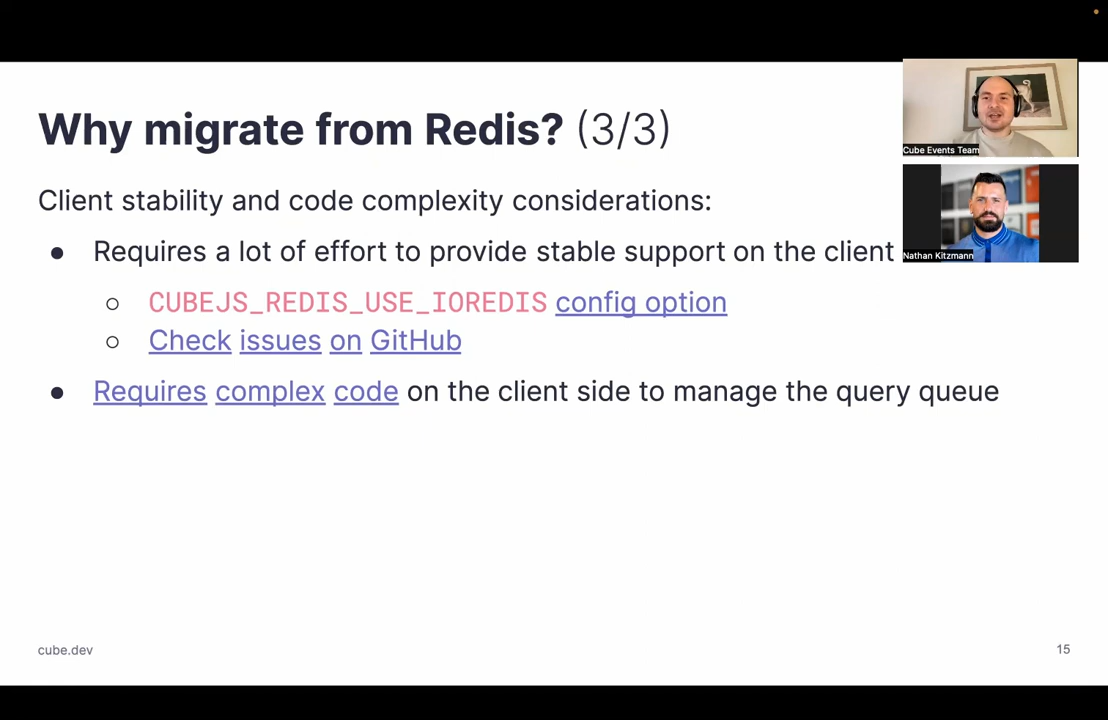 Why migrate from Redis? (3/3)
Cube Events Team
Client stability and code complexity considerations:
Nathan Kitzmann
● Requires a lot of effort to provide stable support on the client
○ CUBEJS_REDIS_USE_IOREDIS config option
○ Check issues on GitHub
● Requires complex code on the client side to manage the query queue
cube.dev
15